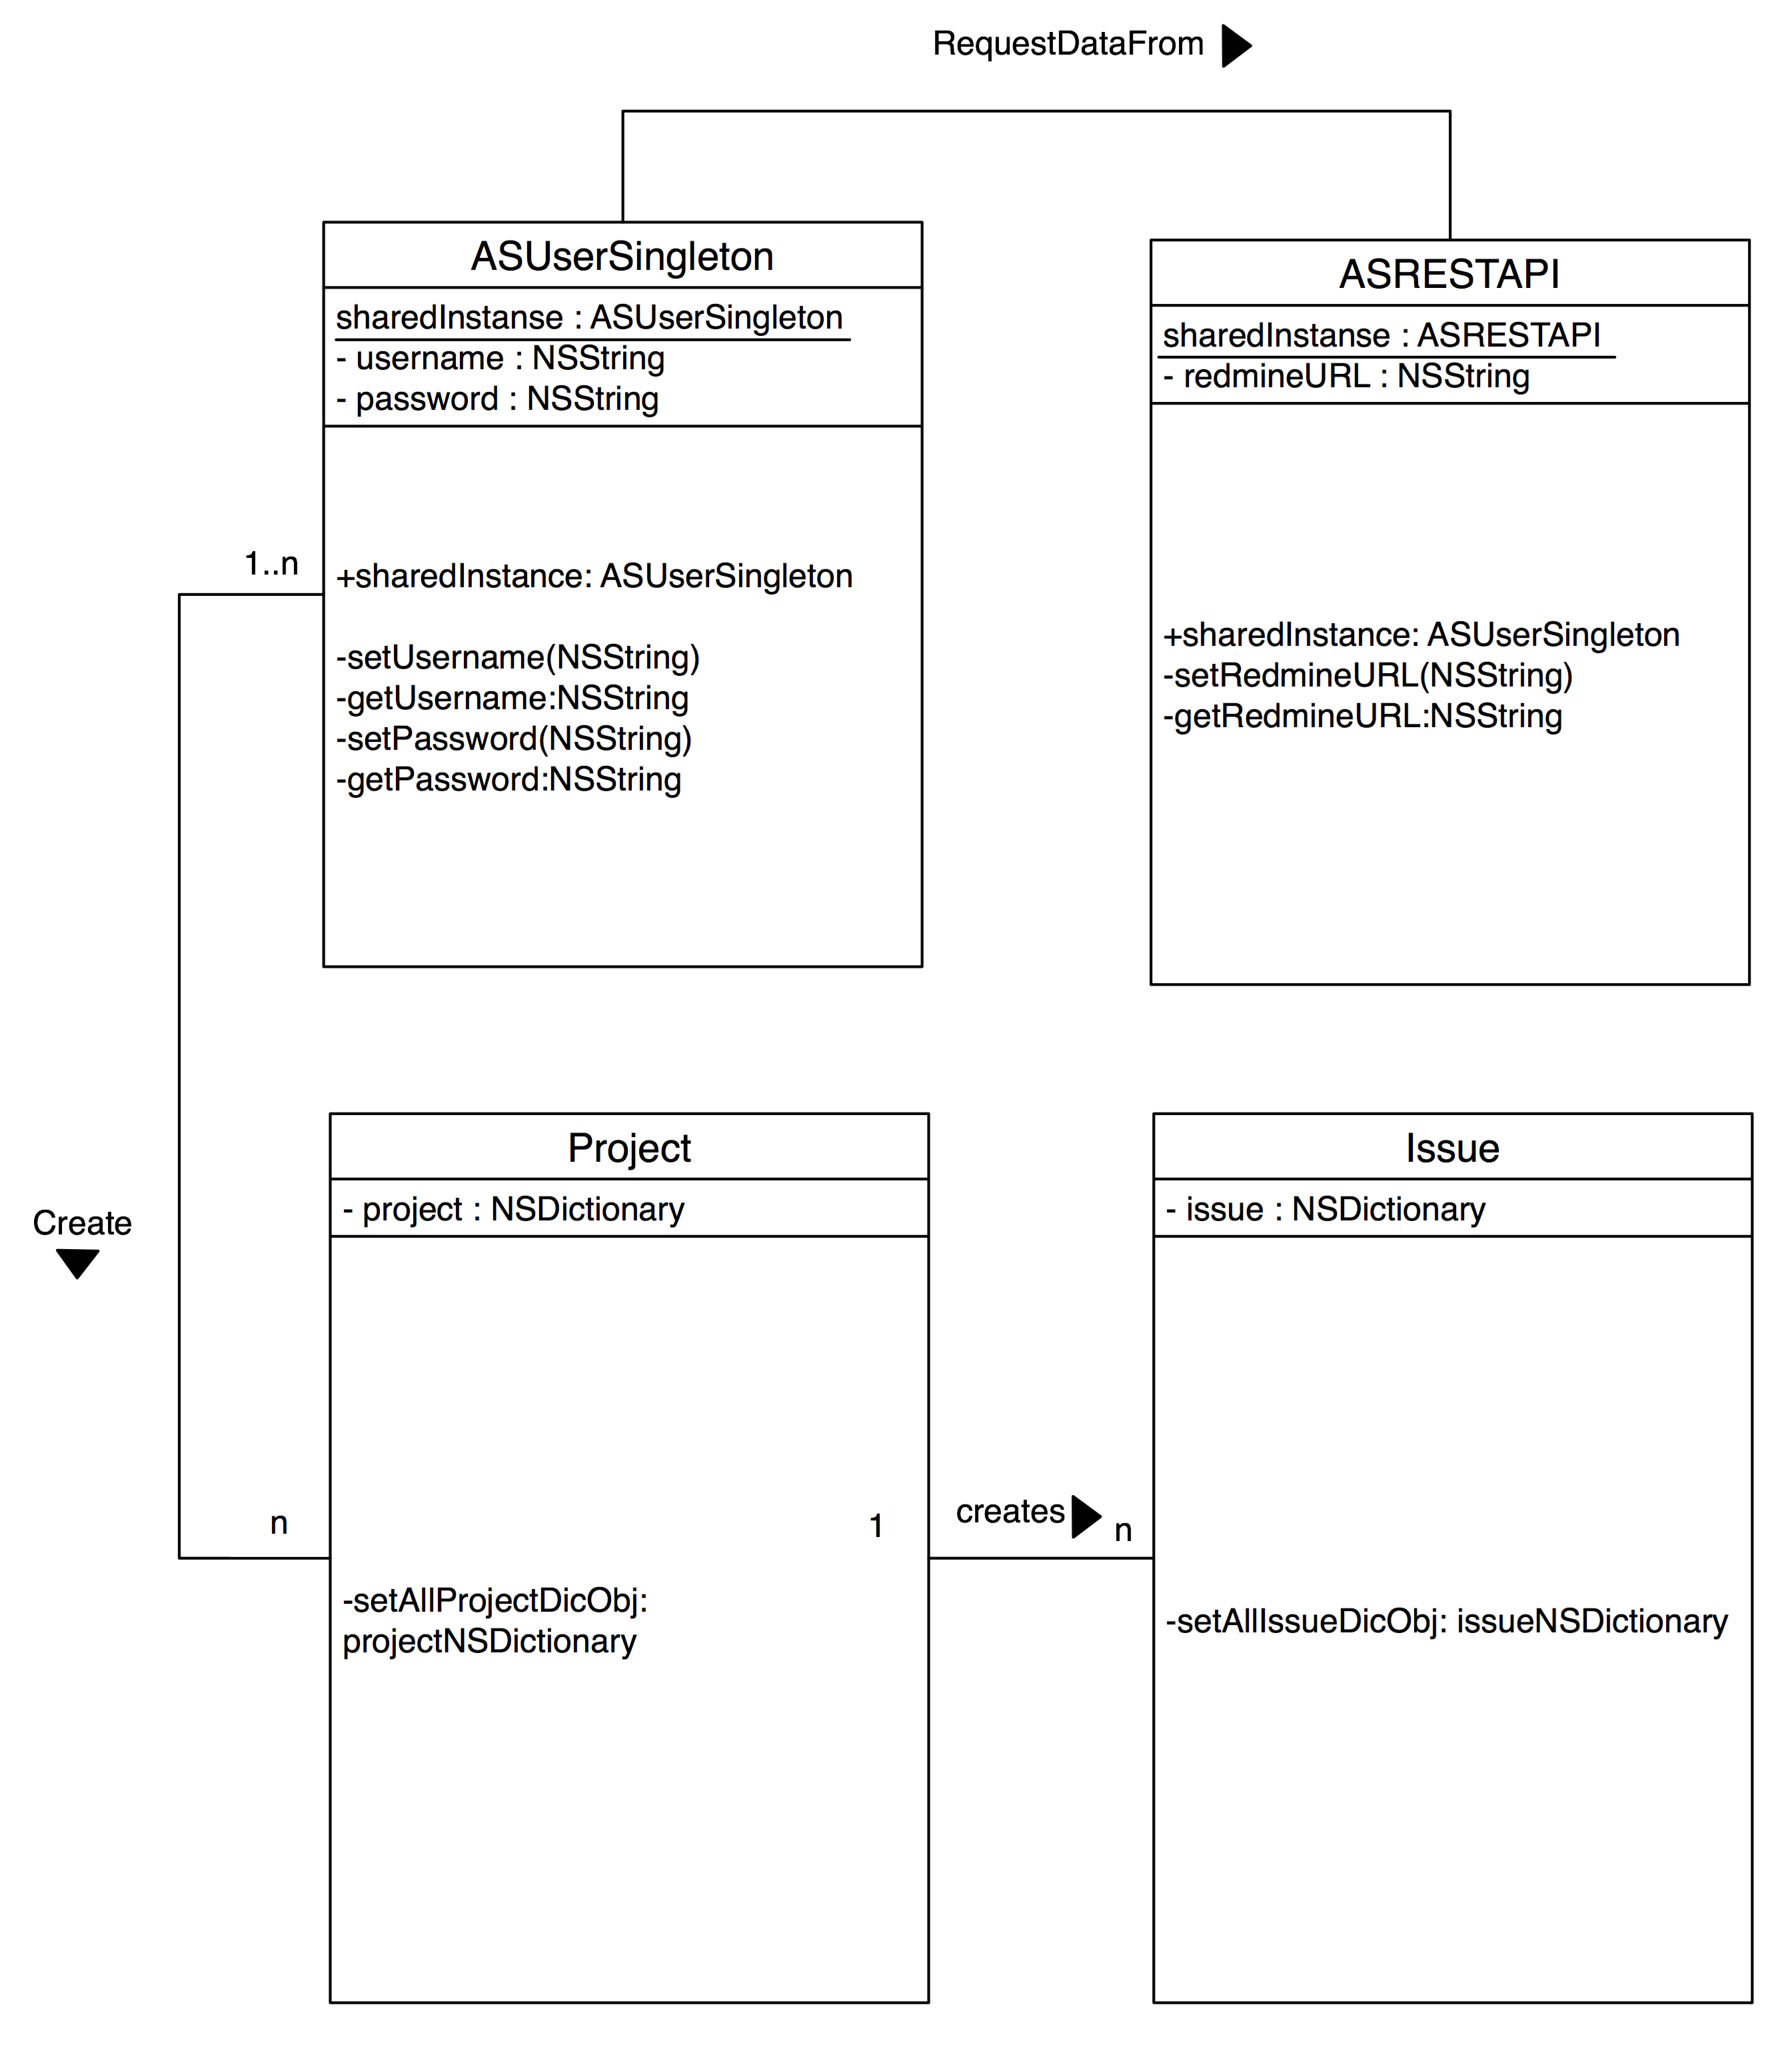 RequestDataFrom
ASUserSingleton
sharedInstanse : ASUserSingleton
- username : NSString
- password : NSString
+sharedInstance: ASUserSingleton
-setUsername(NSString)
-getUsername:NSString
-setPassword(NSString)
-getPassword:NSString
ASRESTAPI
sharedInstanse : ASRESTAPI
- redmineURL : NSString
+sharedInstance: ASUserSingleton
-setRedmineURL(NSString)
-getRedmineURL:NSString
1..n
Create
n
Project
- project : NSDictionary
-setAllProjectDicObj:
projectNSDictionary
1
creates
n
Issue
- issue : NSDictionary
-setAllIssueDicObj: issueNSDictionary